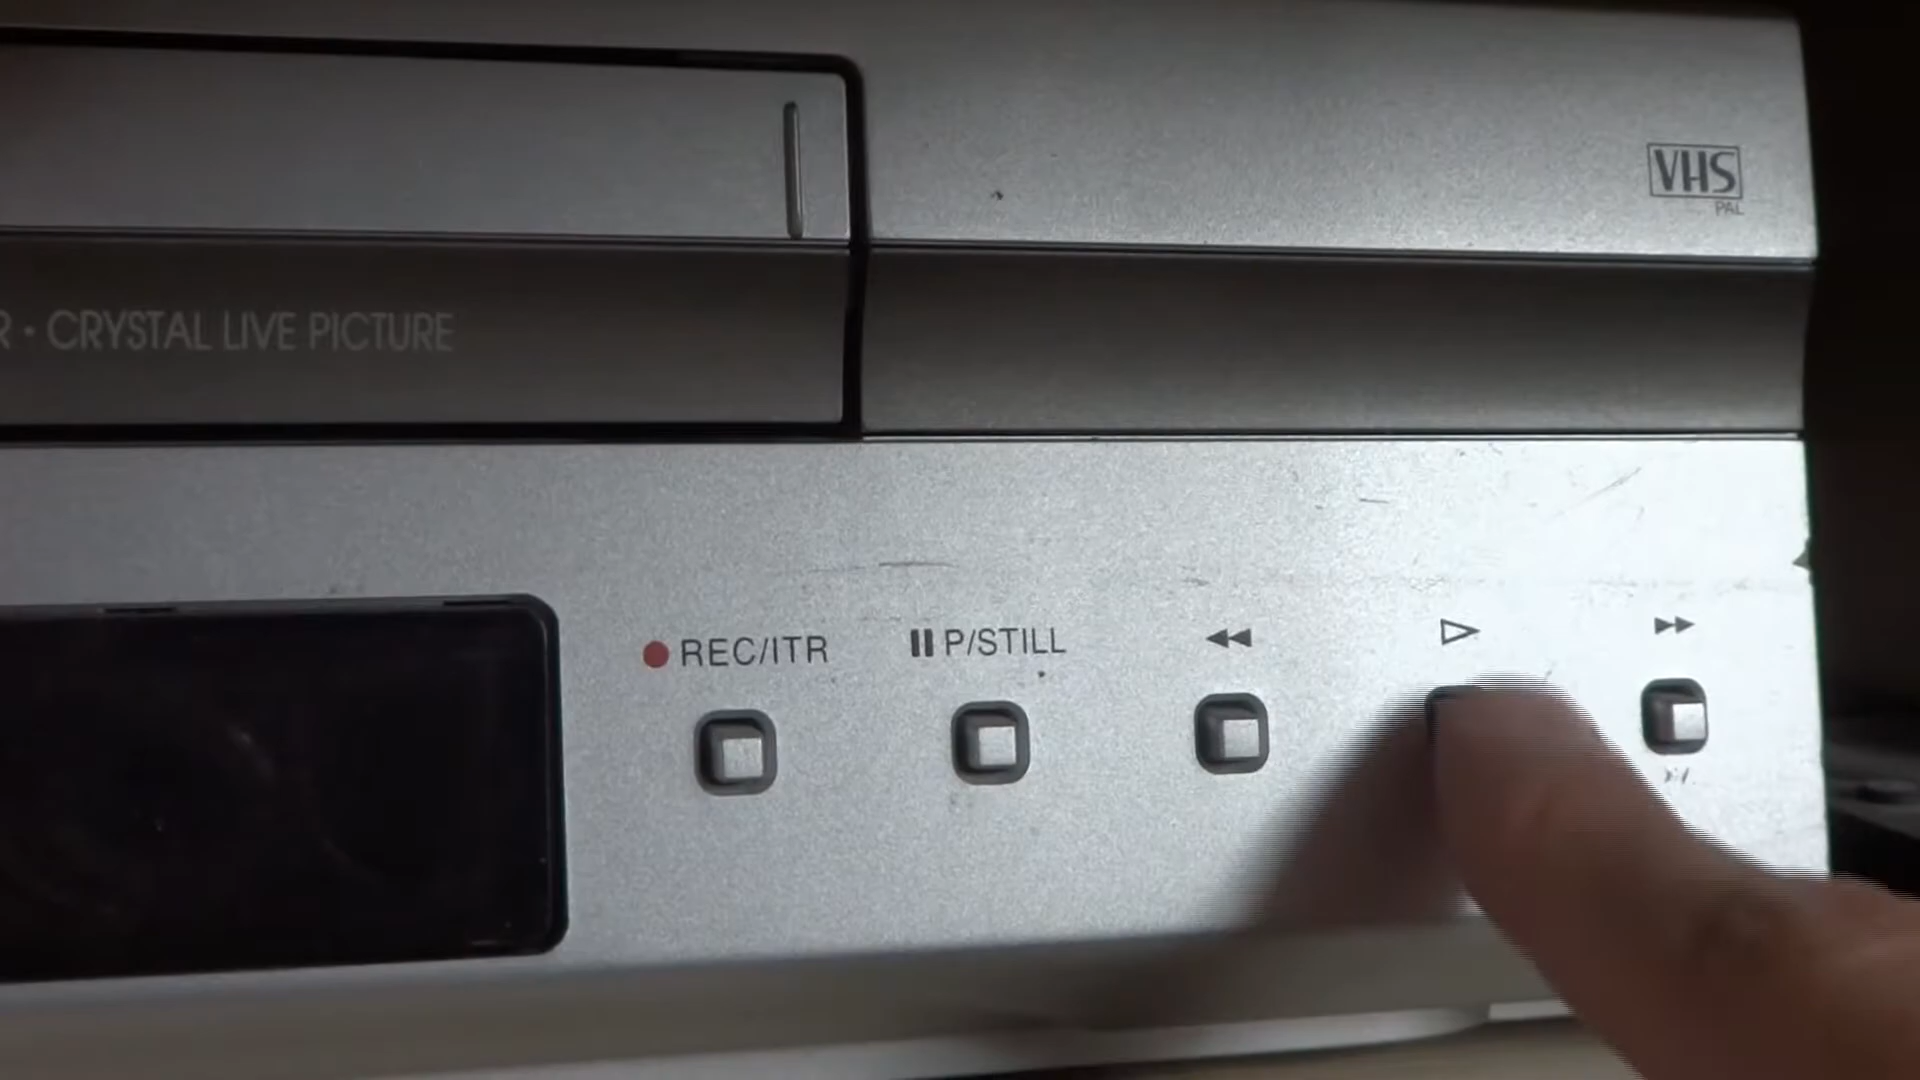 VHS
PAL
R · CRYSTAL LIVE PICTURE
REC/ITR
P/STILL